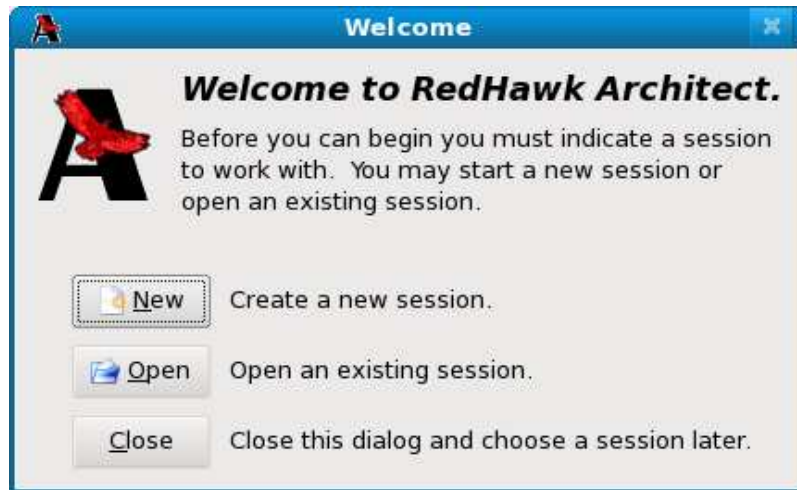 Welcome
Welcome to RedHawk Architect.
Before you can begin you must indicate a session
to work with.  You may start a new session or
open an existing session.
New Create a new session.
Open Open an existing session.
Close Close this dialog and choose a session later.